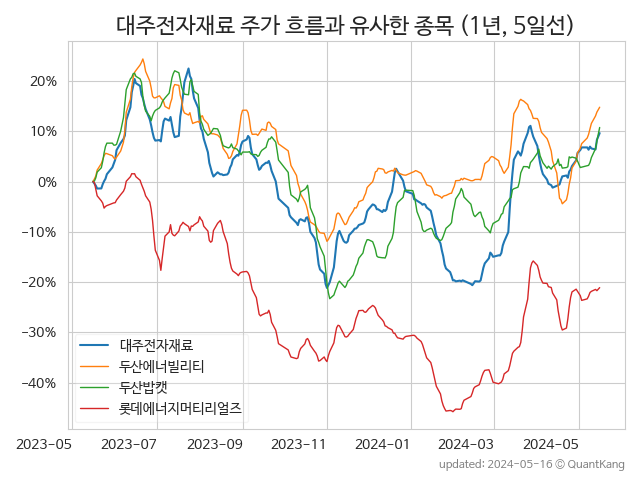 대주전자재료 주가 흐름과 유사한 종목 (1년, 5일선)
20%
10%
0%
−10%
−20%
−30%
−40%
대주전자재료
두산에너빌리티
두산밥캣
롯데에너지머티리얼즈
2023-05 2023-07 2023-09 2023-11 2024-01 2024-03 2024-05
updated: 2024-05-16 © QuantKang